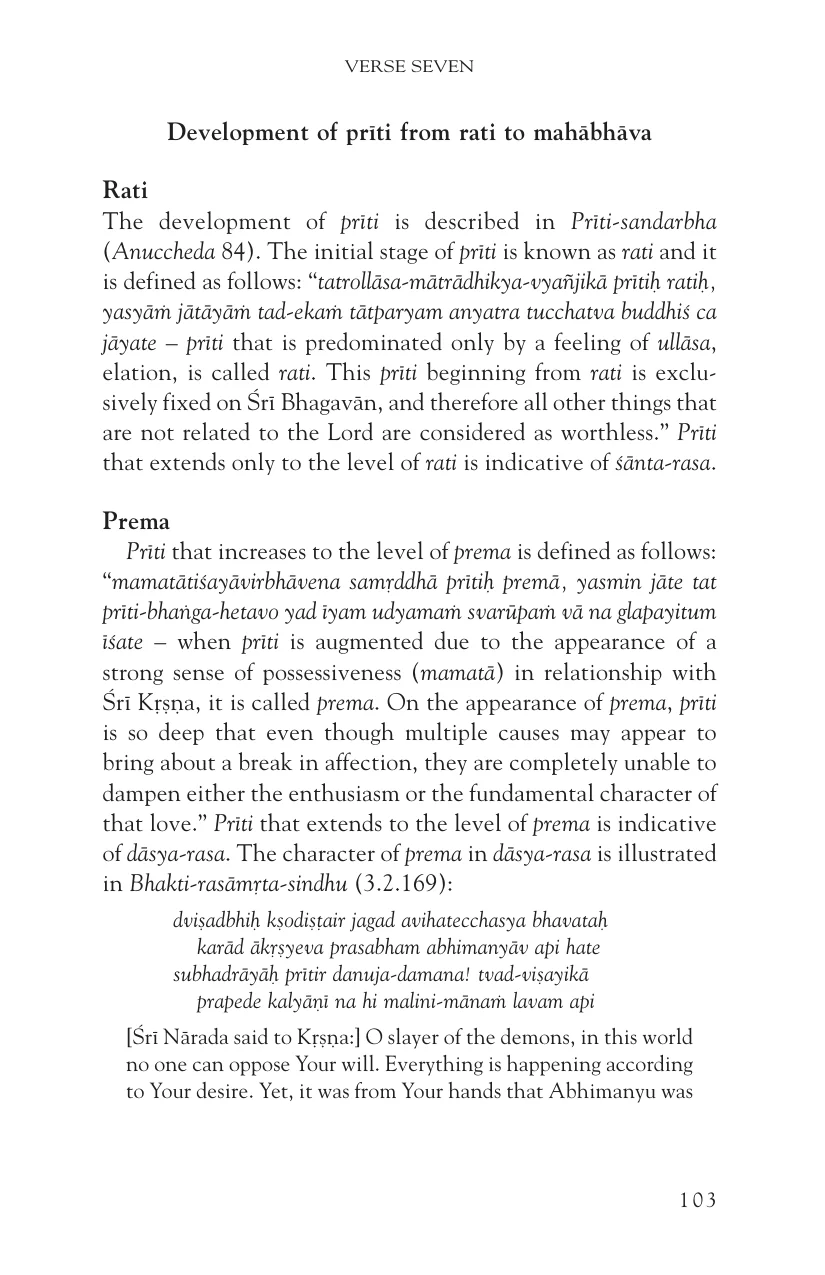 VERSE SEVEN
Development of prīti from rati to mahābhāva
Rati
The development of prīti is described in Prīti-sandarbha
(Anuccheda 84). The initial stage of prīti is known as rati and it
is defined as follows: “tatrollāsa-mātrādhikya-vyañjikā prītiḥ ratiḥ,
yasyāṁ jātāyāṁ tad-ekaṁ tātparyam anyatra tucchatva buddhiś ca
jāyate – prīti that is predominated only by a feeling of ullāsa,
elation, is called rati. This prīti beginning from rati is exclu-
sively fixed on Śrī Bhagavān, and therefore all other things that
are not related to the Lord are considered as worthless.” Prīti
that extends only to the level of rati is indicative of śānta-rasa.
Prema
Prīti that increases to the level of prema is defined as follows:
“mamatātiśayāvirbhāvena samṛddhā prītiḥ premā, yasmin jāte tat
prīti-bhaṅga-hetavo yad īyam udyamaṁ svarūpaṁ vā na glapayitum
īśate – when prīti is augmented due to the appearance of a
strong sense of possessiveness (mamatā) in relationship with
Śrī Kṛṣṇa, it is called prema. On the appearance of prema, prīti
is so deep that even though multiple causes may appear to
bring about a break in affection, they are completely unable to
dampen either the enthusiasm or the fundamental character of
that love.” Prīti that extends to the level of prema is indicative
of dāsya-rasa. The character of prema in dāsya-rasa is illustrated
in Bhakti-rasāmṛta-sindhu (3.2.169):
dviṣadbhiḥ kṣodiṣṭair jagad avihatecchasya bhavataḥ
karād ākṛṣyeva prasabham abhimanyāv api hate
subhadrāyāḥ prītir danuja-damana! tvad-viṣayikā
prapede kalyāṇī na hi malini-mānaṁ lavam api
[Śrī Nārada said to Kṛṣṇa:] O slayer of the demons, in this world
no one can oppose Your will. Everything is happening according
to Your desire. Yet, it was from Your hands that Abhimanyu was
103